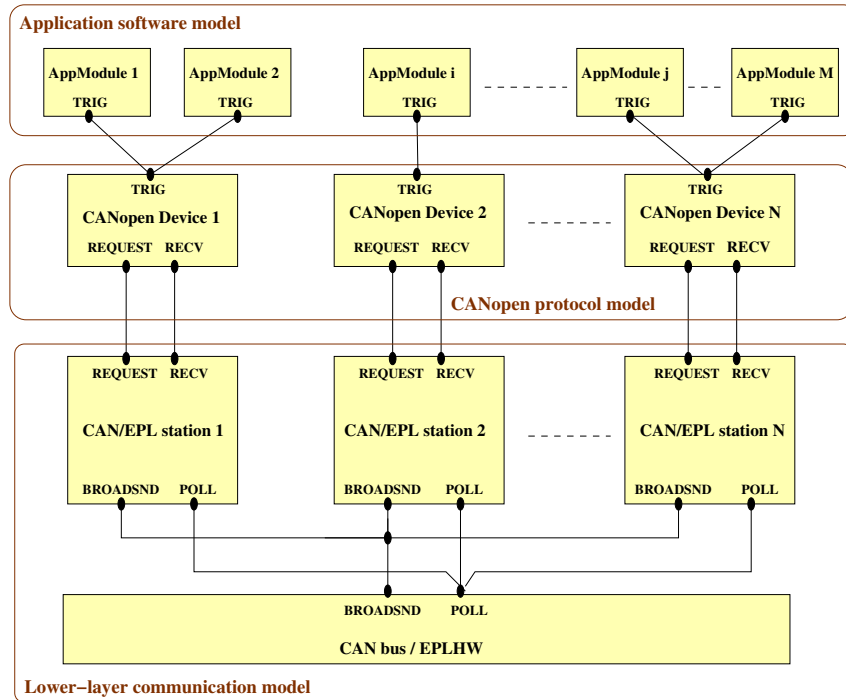 Application software model
AppModule 1
AppModule 2
AppModule i
AppModule j
AppModule M
TRIG
TRIG
TRIG
TRIG
TRIG
TRIG
TRIG
TRIG
CANopen Device 1
CANopen Device 2
CANopen Device N
REQUEST RECV
REQUEST RECV
REQUEST RECV
CANopen protocol model
REQUEST RECV
REQUEST RECV
REQUEST RECV
CAN/EPL station 1
CAN/EPL station 2
CAN/EPL station N
BROADSND POLL
BROADSND POLL
BROADSND POLL
BROADSND POLL
CAN bus / EPLHW
Lower−layer communication model